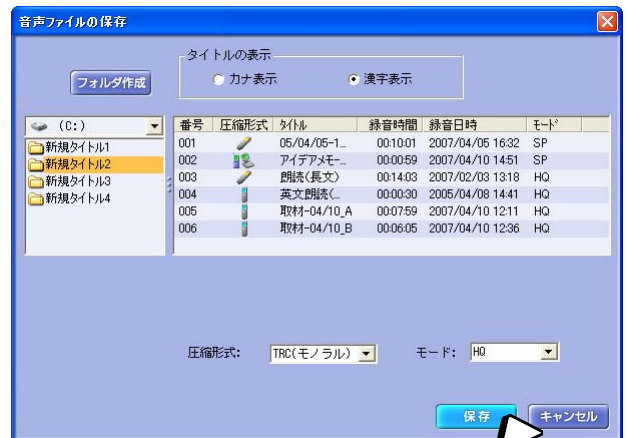 音声ファイルの保存
タイトルの表示
フォルダ作成
カナ表示
漢字表示
(C:)
新規タイトル1
新規タイトル2
新規タイトル3
新規タイトル4
番号 圧縮形式 タイトル 録音時間 録音日時 モード
001 05/04/05-1... 00:10:01 2007/04/05 16:32 SP
002 アイデアメモ-... 00:00:59 2007/04/10 14:51 SP
003 朗読(長文) 00:14:03 2007/02/03 13:18 HQ
004 英文朗読(... 00:00:30 2005/04/08 14:41 HQ
005 取材-04/10_A 00:07:59 2007/04/10 12:11 HQ
006 取材-04/10_B 00:06:05 2007/04/10 12:36 HQ
圧縮形式: TRC(モノラル) モード: HQ
保存 キャンセル